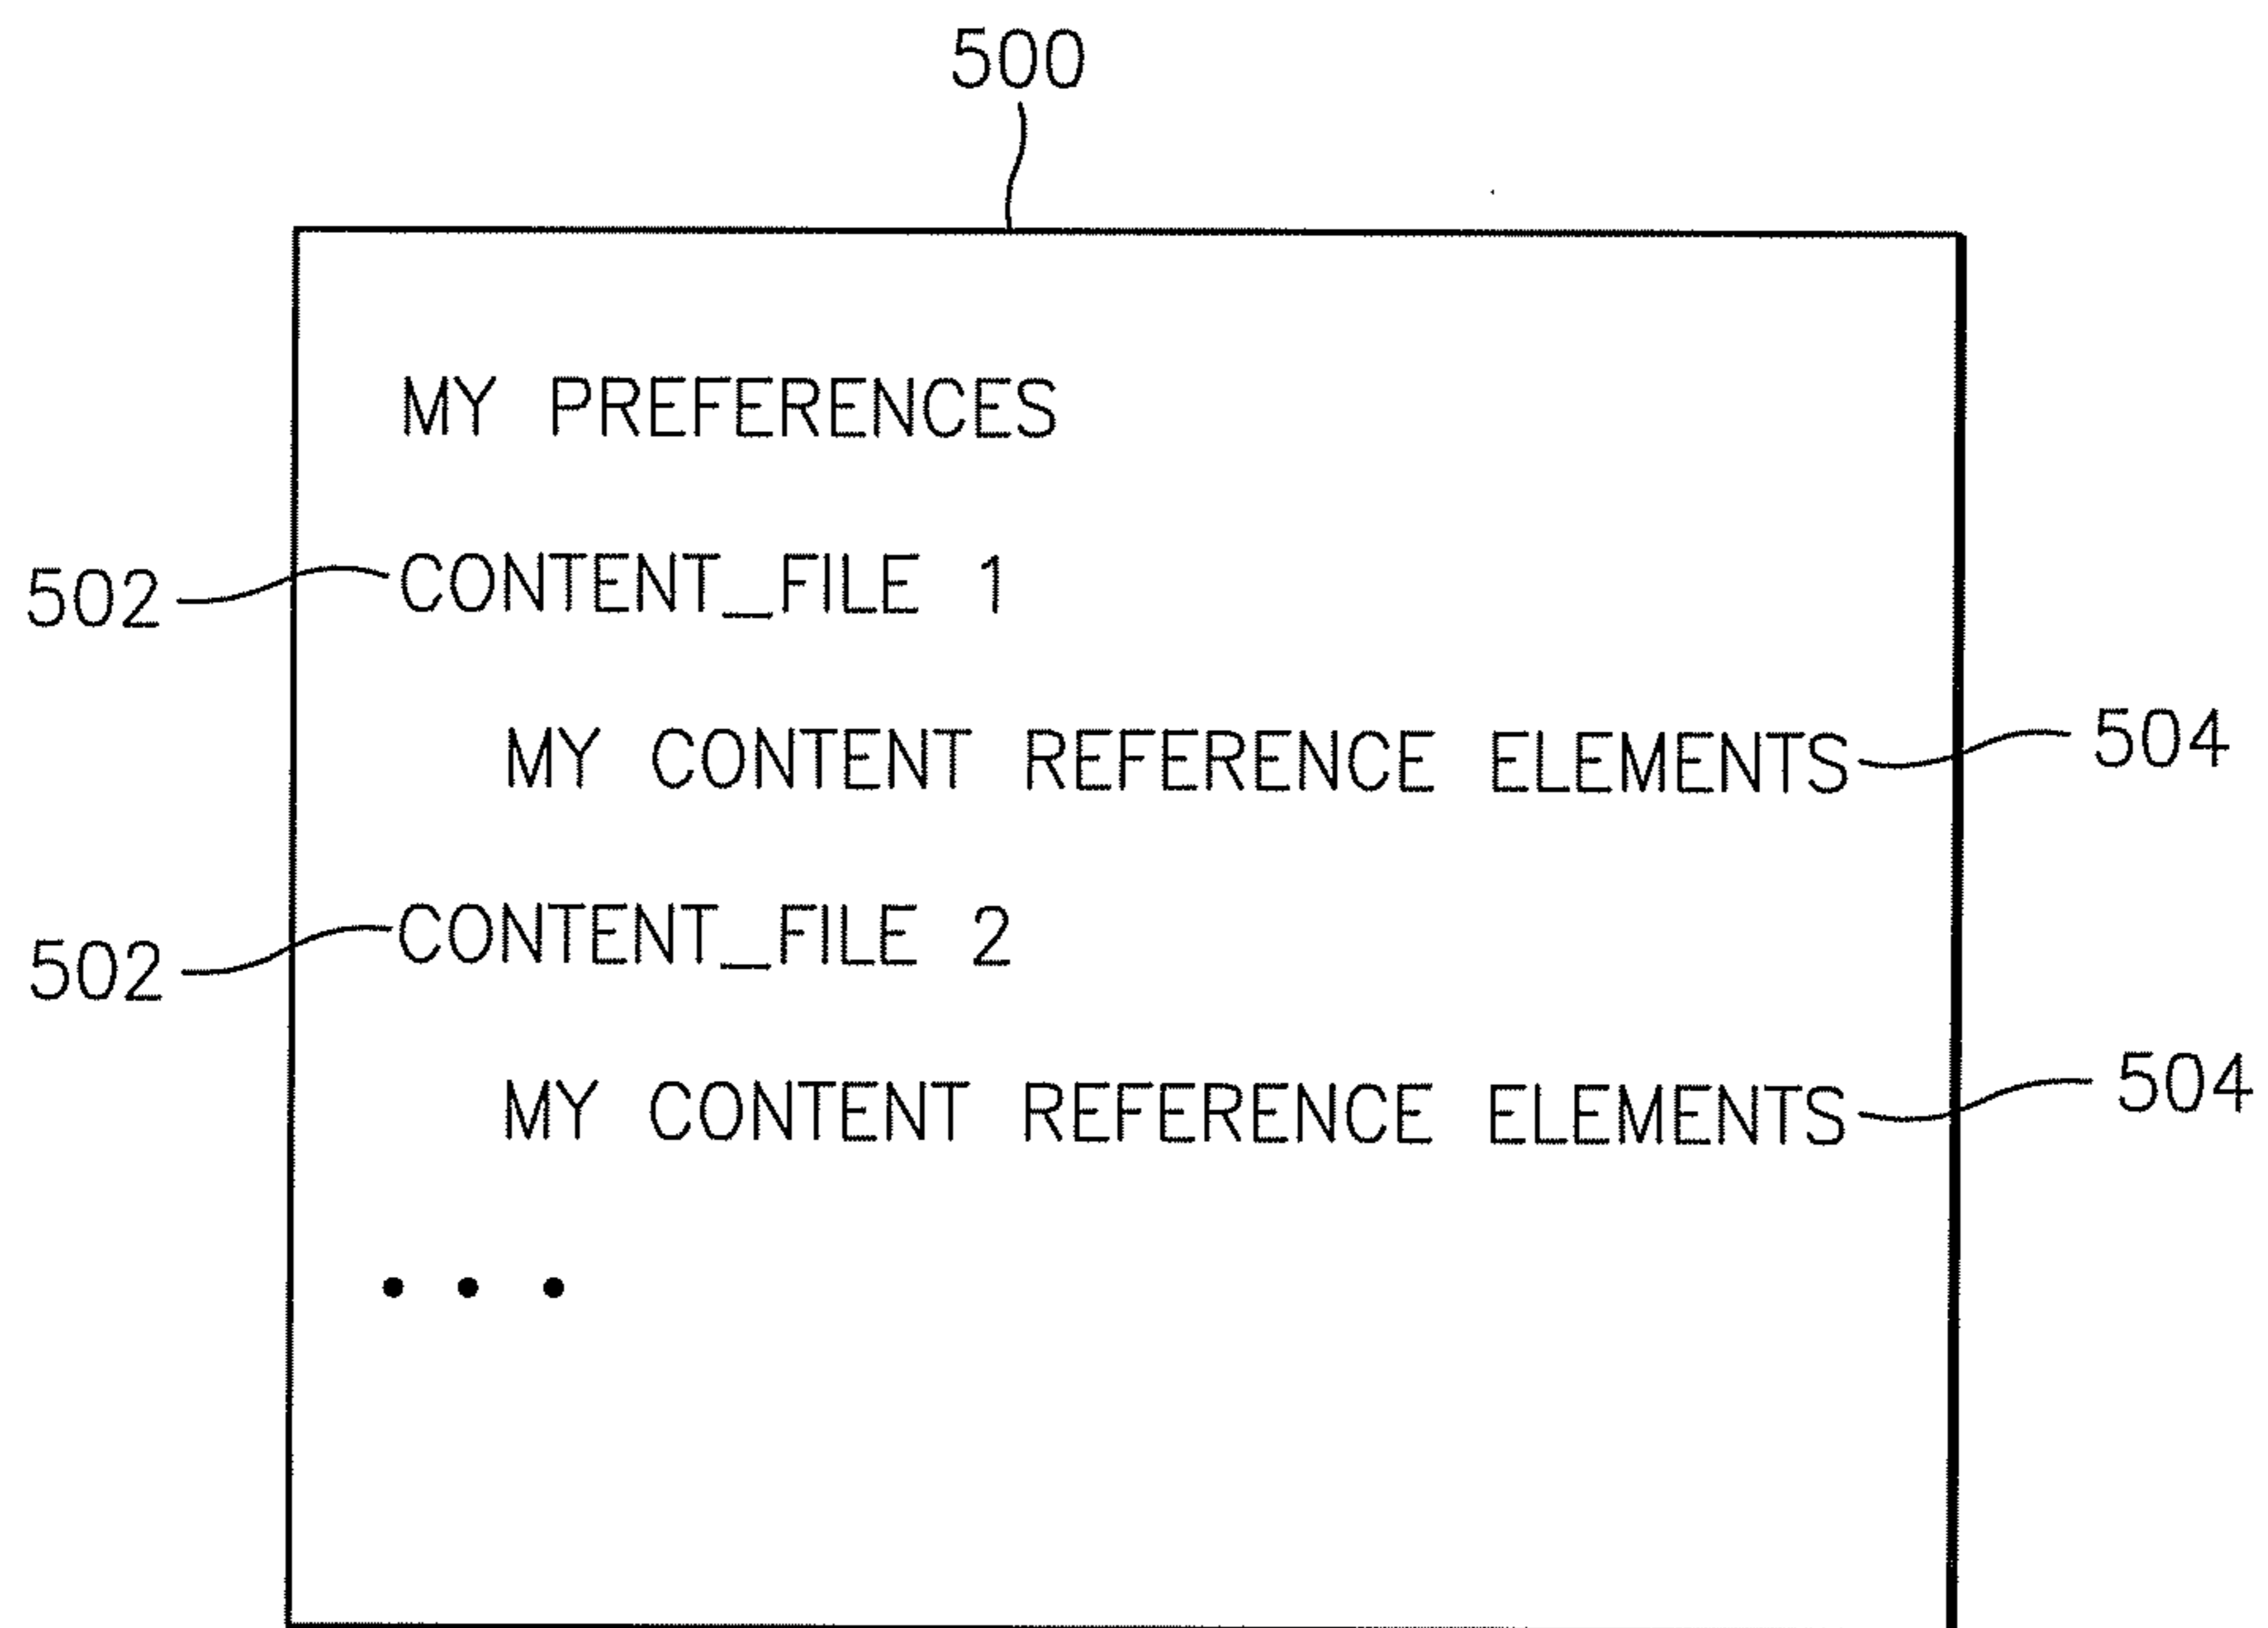 500
MY PREFERENCES
502 CONTENT_FILE 1
MY CONTENT REFERENCE ELEMENTS 504
502 CONTENT_FILE 2
MY CONTENT REFERENCE ELEMENTS 504
• • •